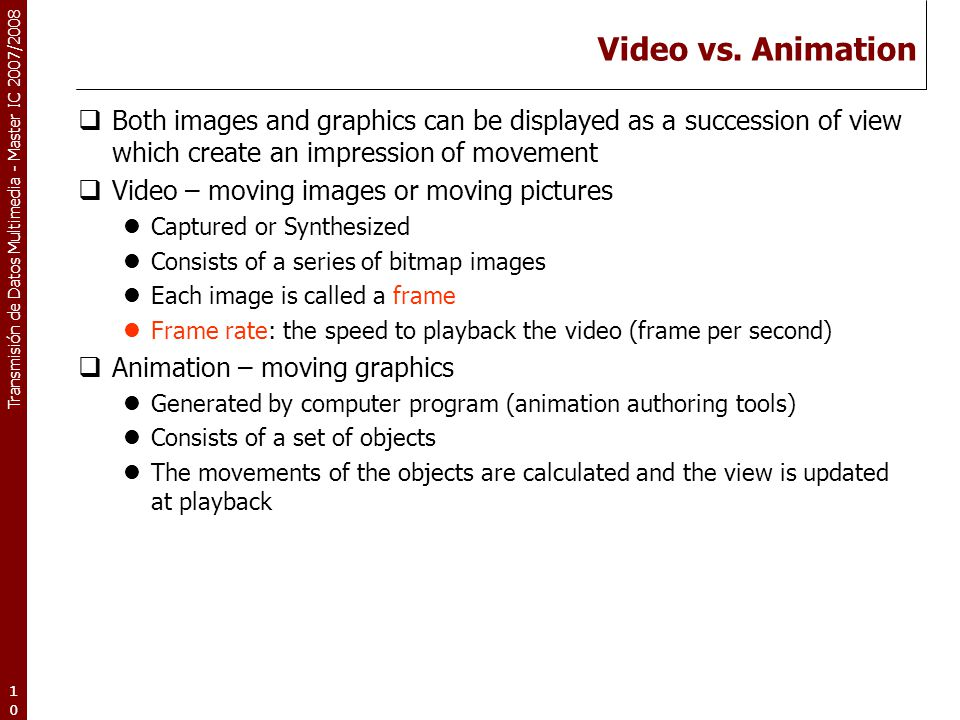 Transmisión de Datos Multimedia - Master IC 2007/2008
Video vs. Animation
Both images and graphics can be displayed as a succession of view
which create an impression of movement
Video – moving images or moving pictures
Captured or Synthesized
Consists of a series of bitmap images
Each image is called a frame
Frame rate: the speed to playback the video (frame per second)
Animation – moving graphics
Generated by computer program (animation authoring tools)
Consists of a set of objects
The movements of the objects are calculated and the view is updated
at playback
1
0